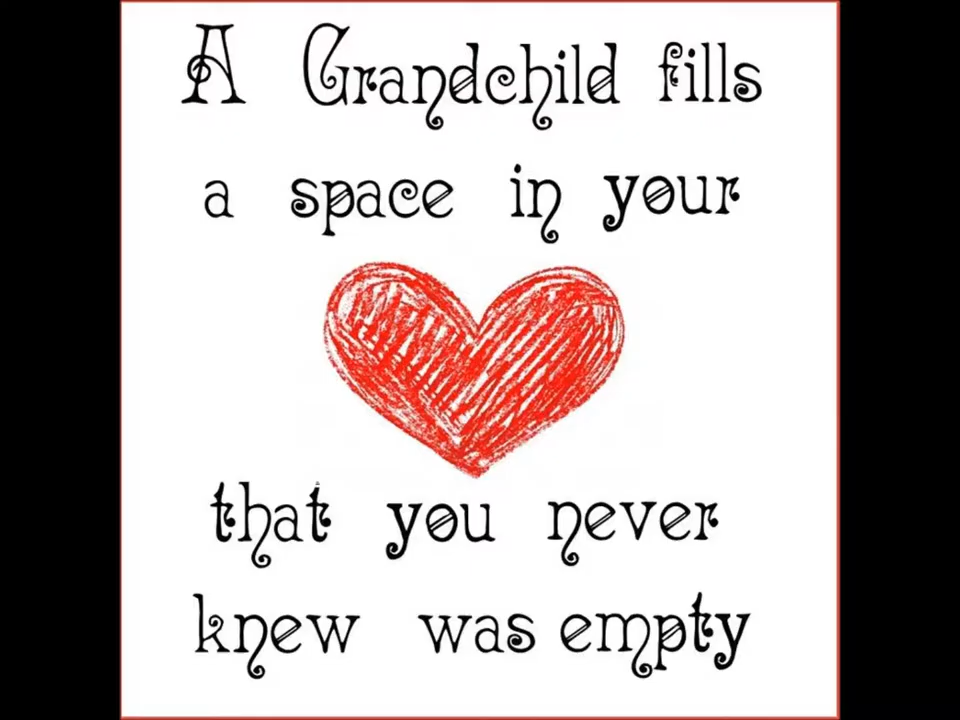 A Grandchild fills
a space in your
that you never
knew was empty